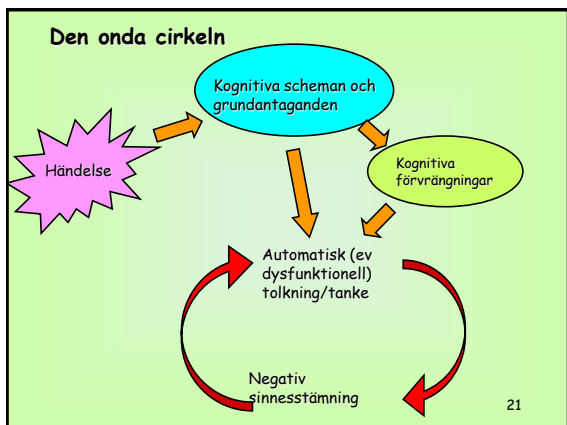 Den onda cirkeln
Kognitiva scheman och
grundantaganden
Händelse
Kognitiva
förvrängningar
Automatisk (ev
dysfunktionell)
tolkning/tanke
Negativ
sinnesstämning
21